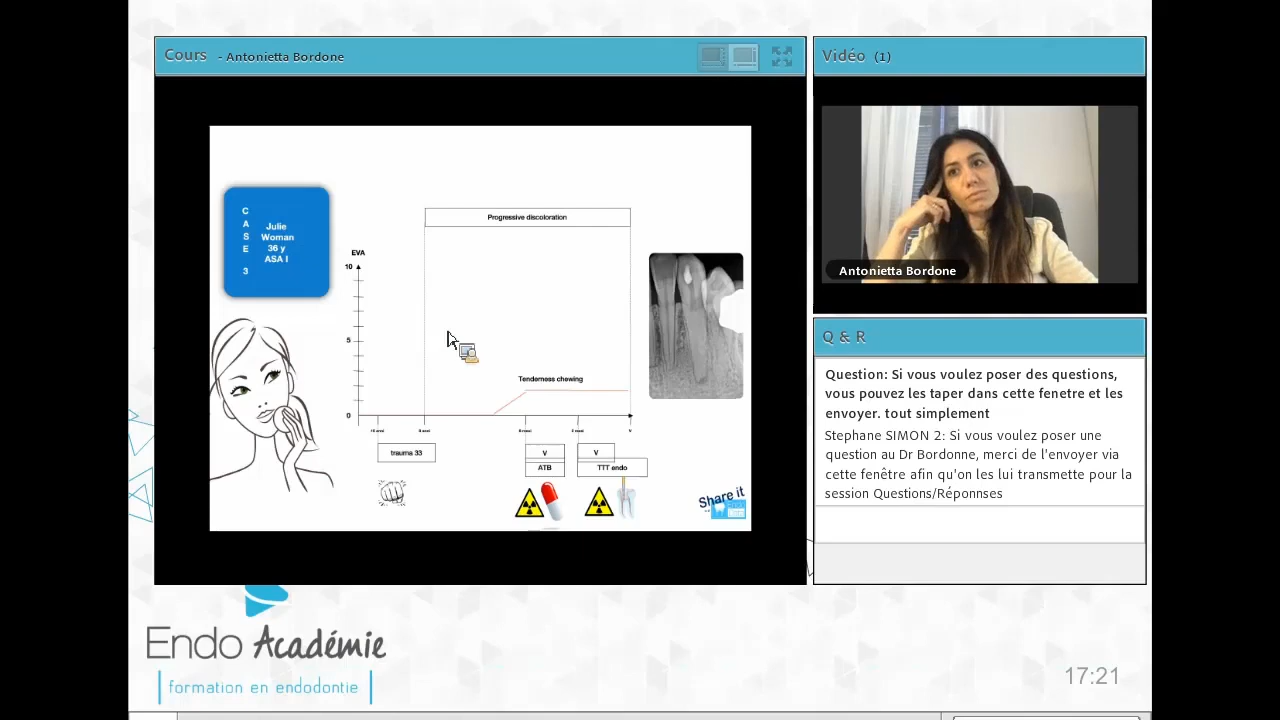 Cours - Antonietta Bordone
Vidéo (1)
C
A
S
E
3
Julie
Woman
36 y
ASA I
Progressive discoloration
EVA
10
5
0
Tenderness chewing
V
trauma 33
V
ATB
V
TTT endo
Share it
Antonietta Bordone
Q & R
Question: Si vous voulez poser des questions,
vous pouvez les taper dans cette fenetre et les
envoyer. tout simplement
Stephane SIMON 2: Si vous voulez poser une
question au Dr Bordonne, merci de l'envoyer via
cette fenêtre afin qu'on les lui transmette pour la
session Questions/Réponnses
Endo Académie
formation en endodontie
17:21